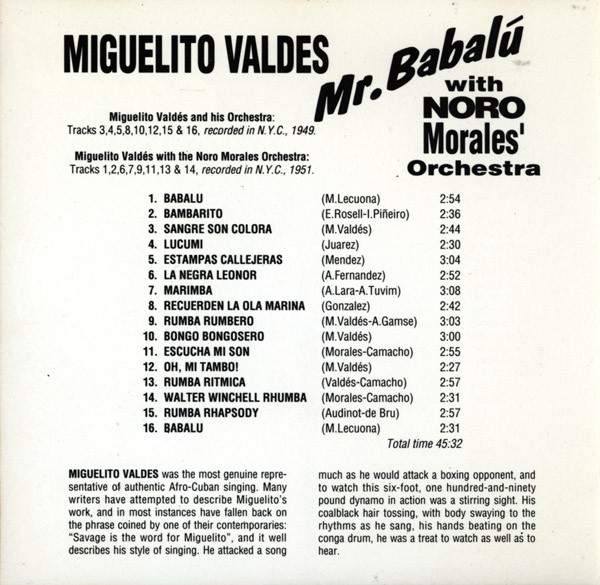 MIGUELITO VALDES
Mr. Babalú
with
NORO
Morales'
Orchestra
Miguelito Valdés and his Orchestra:
Tracks 3,4,5,8,10,12,15 & 16, recorded in N.Y.C., 1949.
Miguelito Valdés with the Noro Morales Orchestra:
Tracks 1,2,6,7,9,11,13 & 14, recorded in N.Y.C., 1951.
1. BABALU (M.Lecuona) 2:54
2. BAMBARITO (E.Rosell-I.Piñeiro) 2:36
3. SANGRE SON COLORA (M.Valdés) 2:44
4. LUCUMI (Juarez) 2:30
5. ESTAMPAS CALLEJERAS (Mendez) 3:04
6. LA NEGRA LEONOR (A.Fernandez) 2:52
7. MARIMBA (A.Lara-A.Tuvim) 3:08
8. RECUERDEN LA OLA MARINA (Gonzalez) 2:42
9. RUMBA RUMBERO (M.Valdés-A.Gamse) 3:03
10. BONGO BONGOSERO (M.Valdés) 3:00
11. ESCUCHA MI SON (Morales-Camacho) 2:55
12. OH, MI TAMBO! (M.Valdés) 2:27
13. RUMBA RITMICA (Valdés-Camacho) 2:57
14. WALTER WINCHELL RHUMBA (Morales-Camacho) 2:31
15. RUMBA RHAPSODY (Audinot-de Bru) 2:57
16. BABALU (M.Lecuona) 2:31
Total time 45:32
MIGUELITO VALDES was the most genuine repre-
sentative of authentic Afro-Cuban singing. Many
writers have attempted to describe Miguelito's
work, and in most instances have fallen back on
the phrase coined by one of their contemporaries:
"Savage is the word for Miguelito", and it well
describes his style of singing. He attacked a song
much as he would attack a boxing opponent, and
to watch this six-foot, one hundred-and-ninety
pound dynamo in action was a stirring sight. His
coalblack hair tossing, with body swaying to the
rhythms as he sang, his hands beating on the
conga drum, he was a treat to watch as well as to
hear.